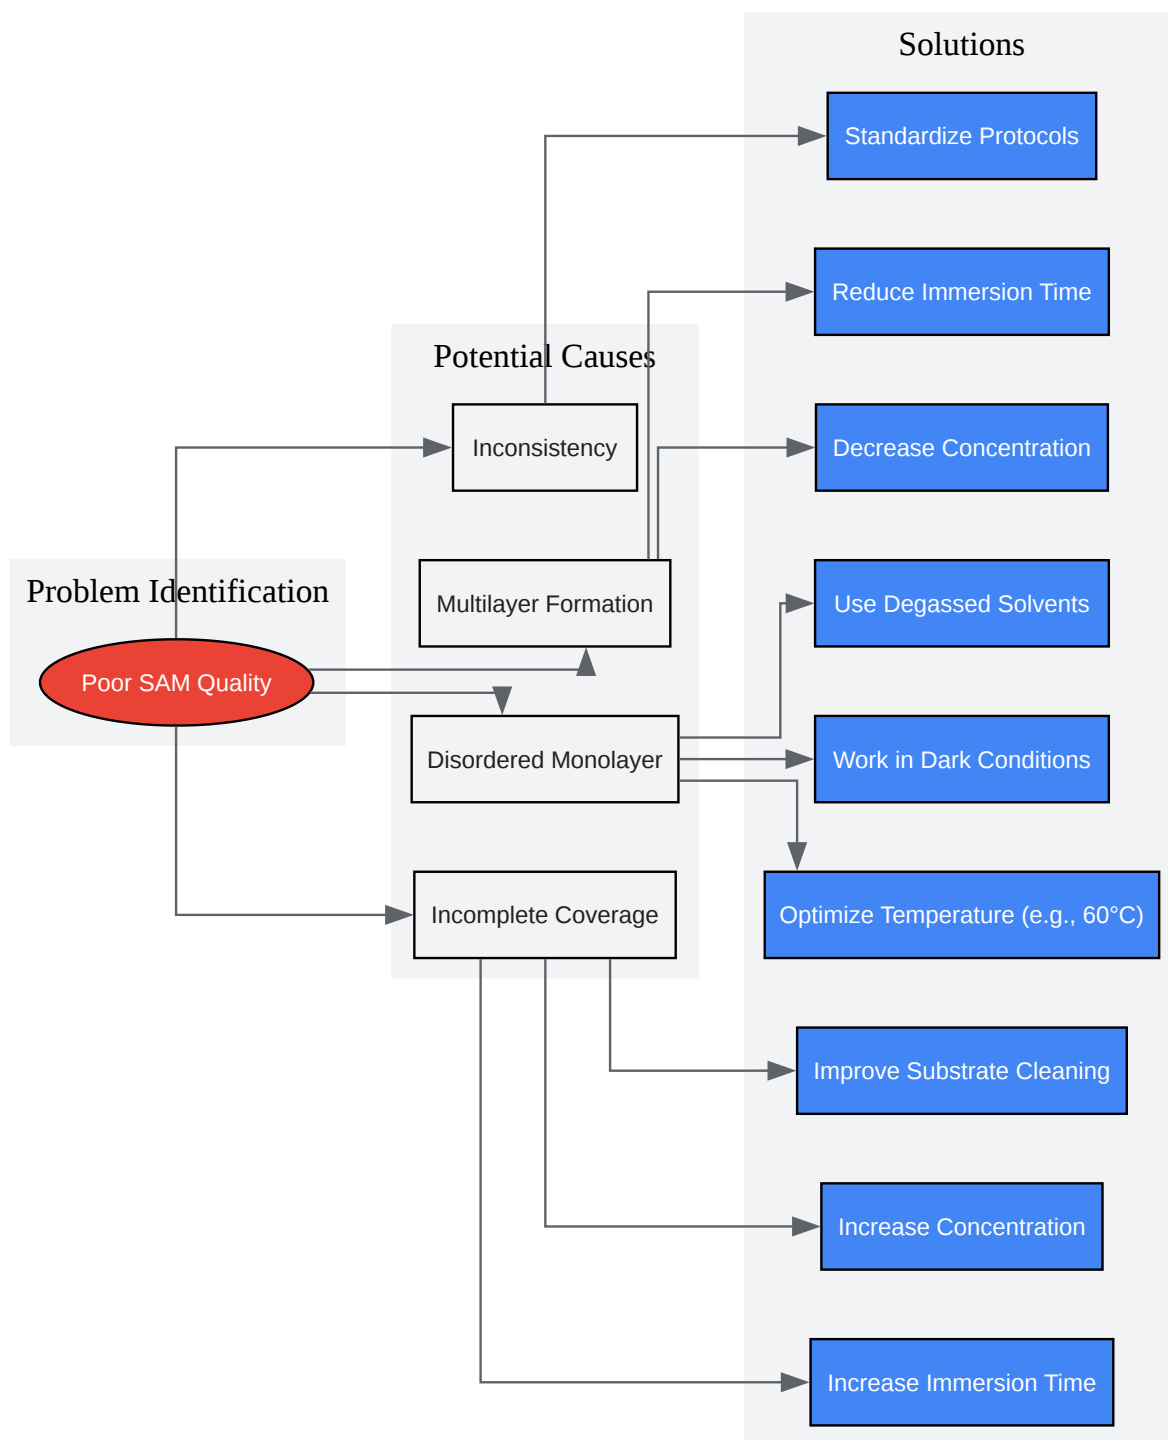 Solutions
Standardize Protocols
Reduce Immersion Time
Potential Causes
Inconsistency
Decrease Concentration
Problem Identification
Multilayer Formation
Use Degassed Solvents
Poor SAM Quality
Disordered Monolayer
Work in Dark Conditions
Incomplete Coverage
Optimize Temperature (e.g., 60°C)
Improve Substrate Cleaning
Increase Concentration
Increase Immersion Time